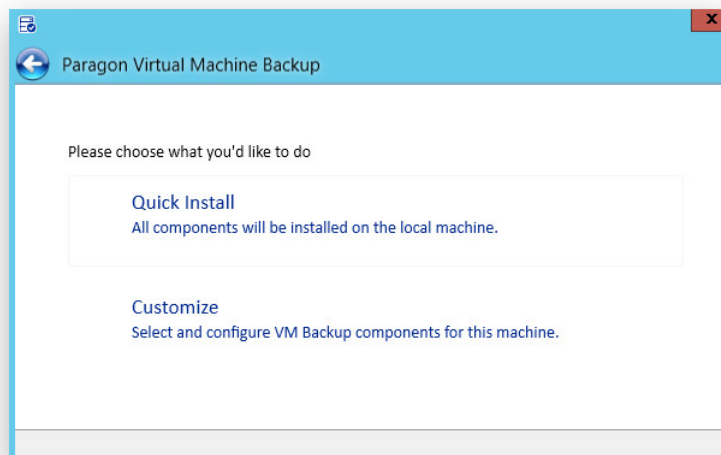 Paragon Virtual Machine Backup
Please choose what you'd like to do
Quick Install
All components will be installed on the local machine.
Customize
Select and configure VM Backup components for this machine.